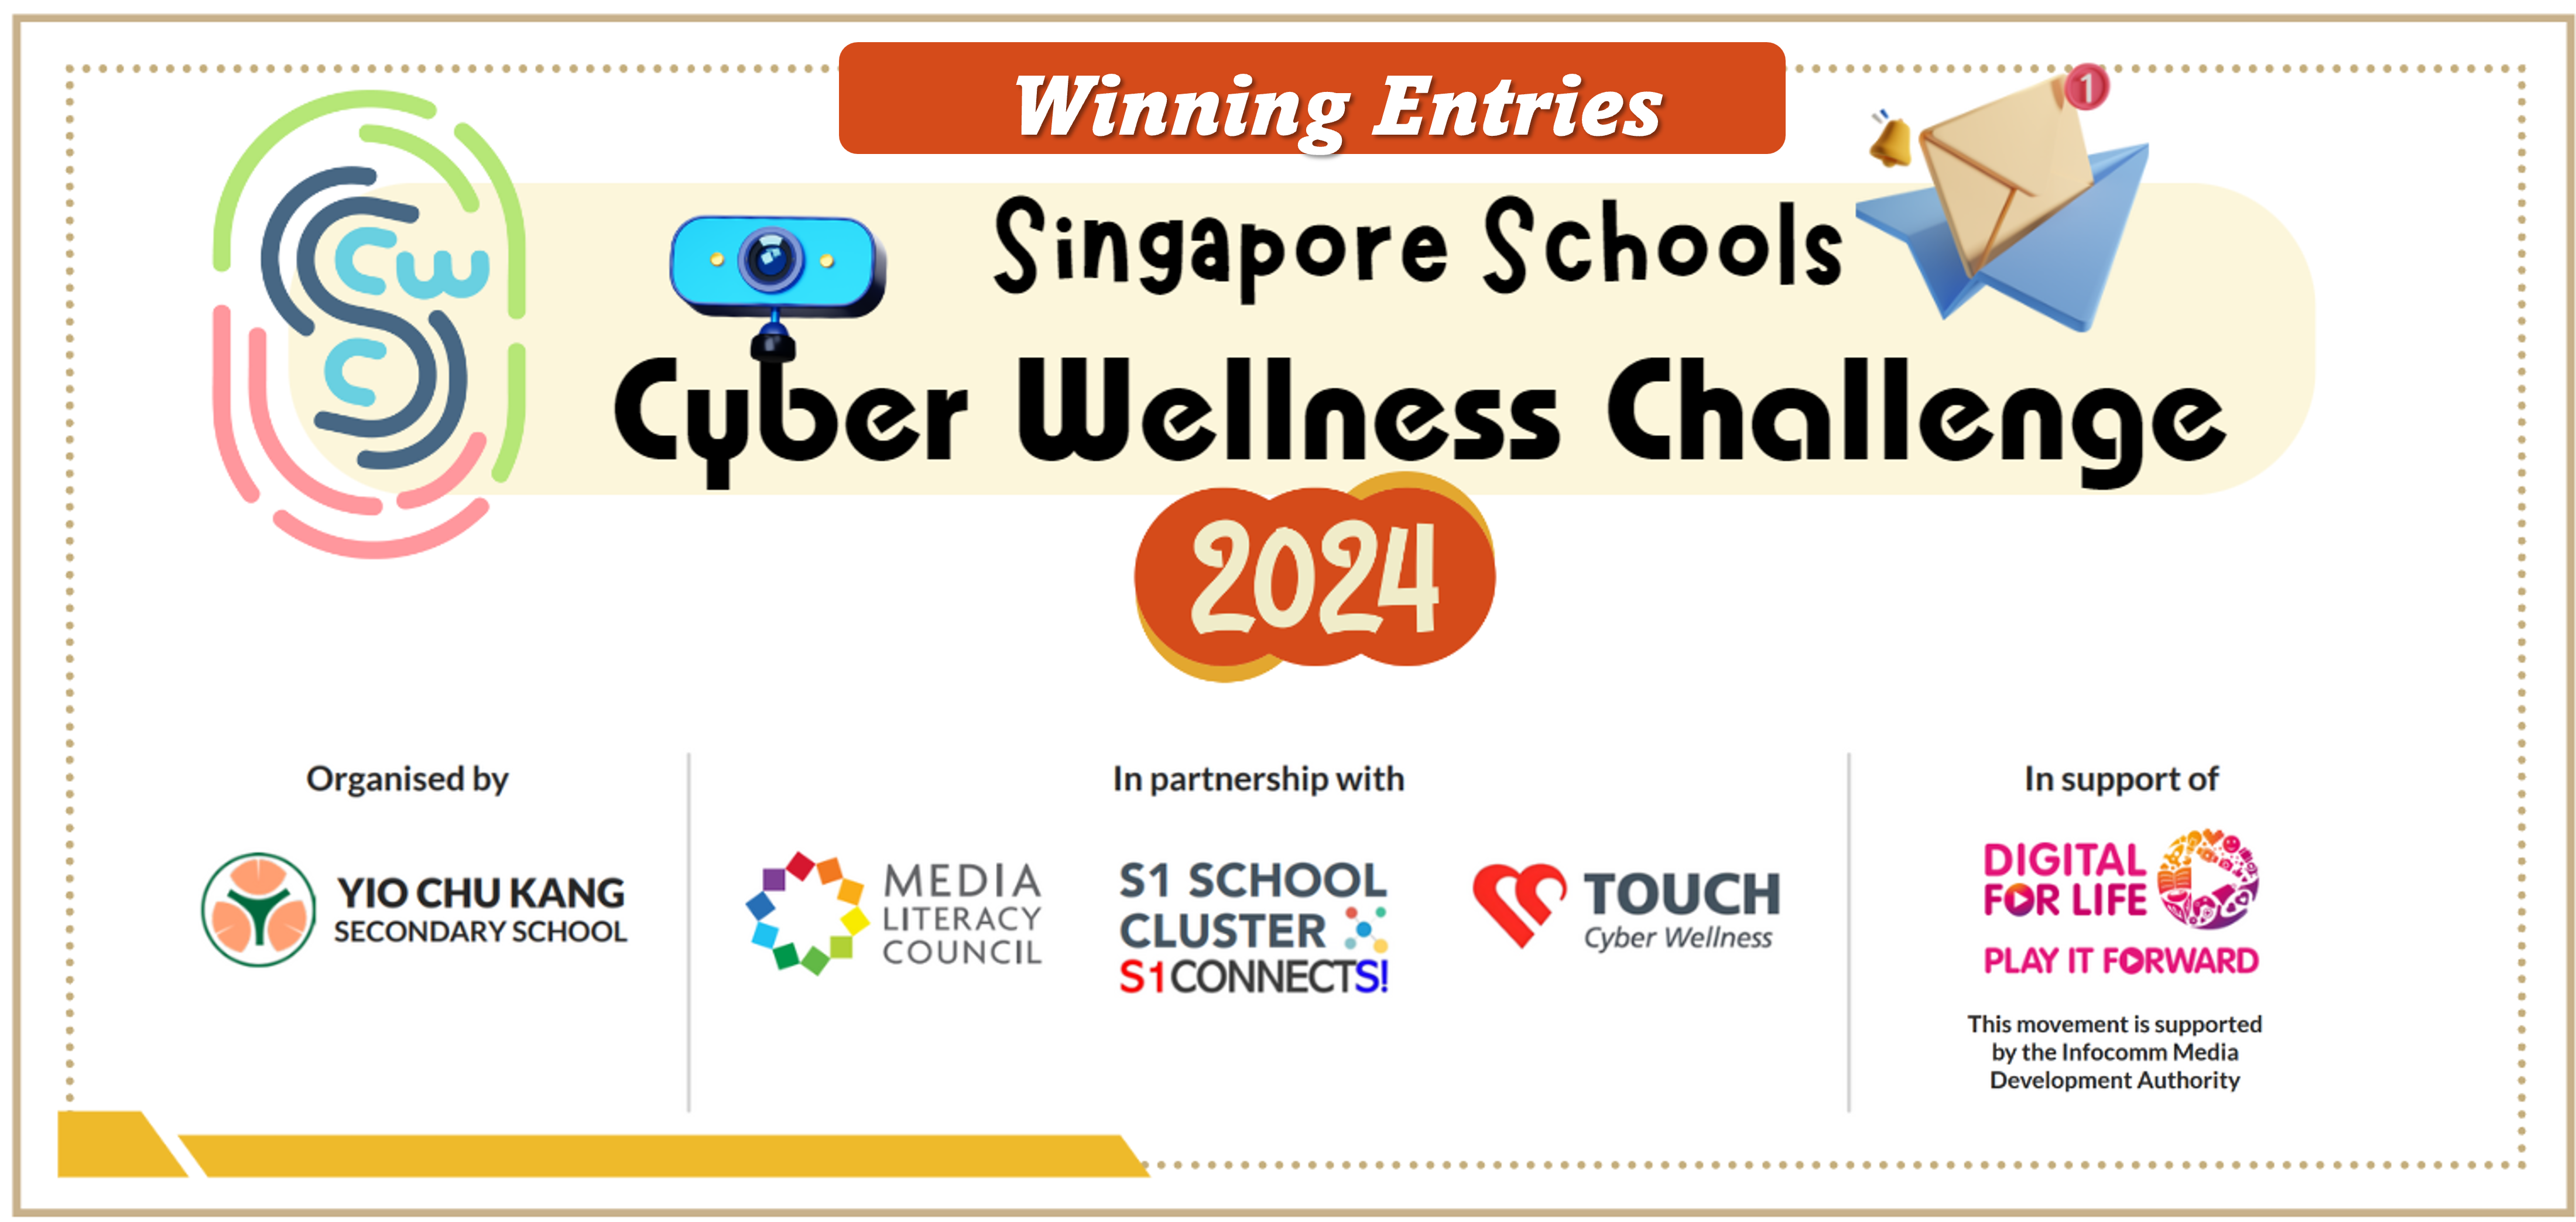 Winning Entries
1
Singapore Schools
cw
c
Cyber Wellness Challenge
2024
Organised by
YIO CHU KANG
SECONDARY SCHOOL
In partnership with
MEDIA
LITERACY
COUNCIL
S1 SCHOOL
CLUSTER
S1CONNECTS!
TOUCH
Cyber Wellness
In support of
DIGITAL
FOR LIFE
PLAY IT FORWARD
This movement is supported
by the Infocomm Media
Development Authority